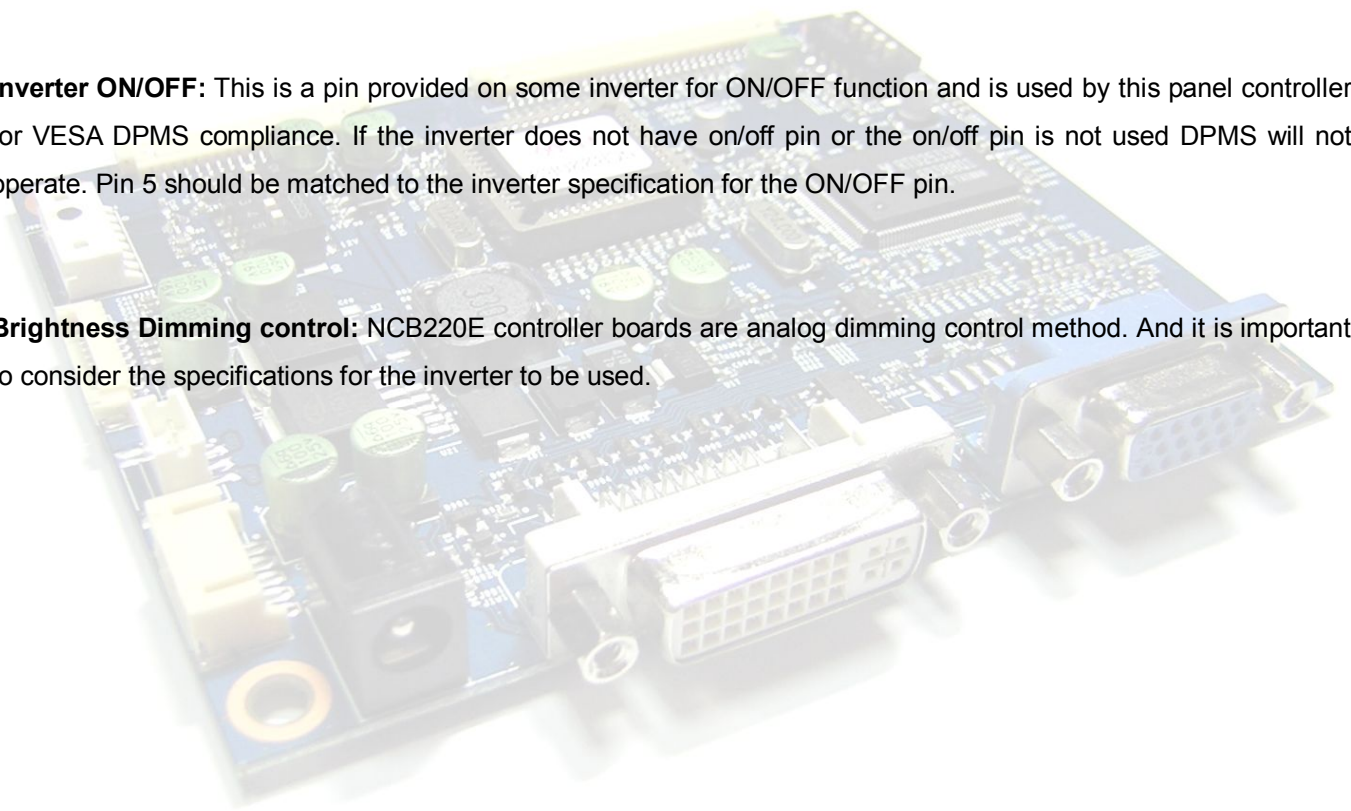 nverter ON/OFF: This is a pin provided on some inverter for ON/OFF function and is used by this panel controller
or VESA DPMS compliance. If the inverter does not have on/off pin or the on/off pin is not used DPMS will not
operate. Pin 5 should be matched to the inverter specification for the ON/OFF pin.
Brightness Dimming control: NCB220E controller boards are analog dimming control method. And it is important
o consider the specifications for the inverter to be used.